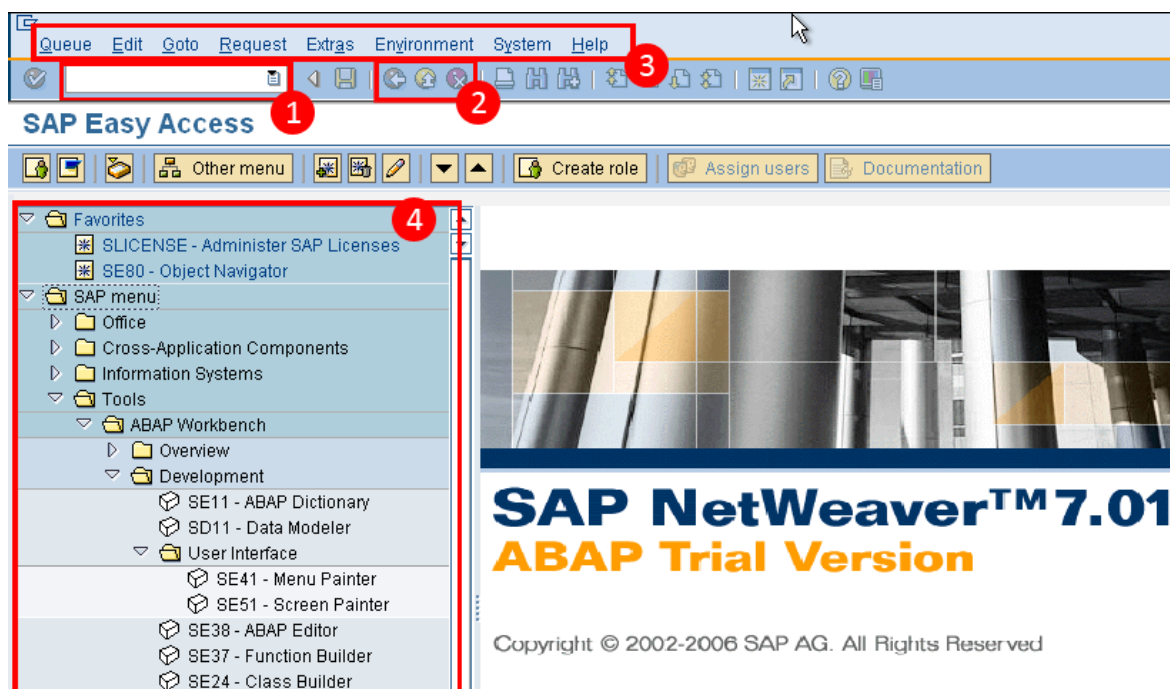 Queue Edit Goto Request Extras Environment System Help
3
1
2
SAP Easy Access
Other menu Create role Assign users Documentation
4
Favorites
SLICENSE - Administer SAP Licenses
SE80 - Object Navigator
SAP menu
Office
Cross-Application Components
Information Systems
Tools
ABAP Workbench
Overview
Development
SE11 - ABAP Dictionary
SD11 - Data Modeler
User Interface
SE41 - Menu Painter
SE51 - Screen Painter
SE38 - ABAP Editor
SE37 - Function Builder
SE24 - Class Builder
SAP NetWeaver™ 7.01
ABAP Trial Version
Copyright © 2002-2006 SAP AG. All Rights Reserved